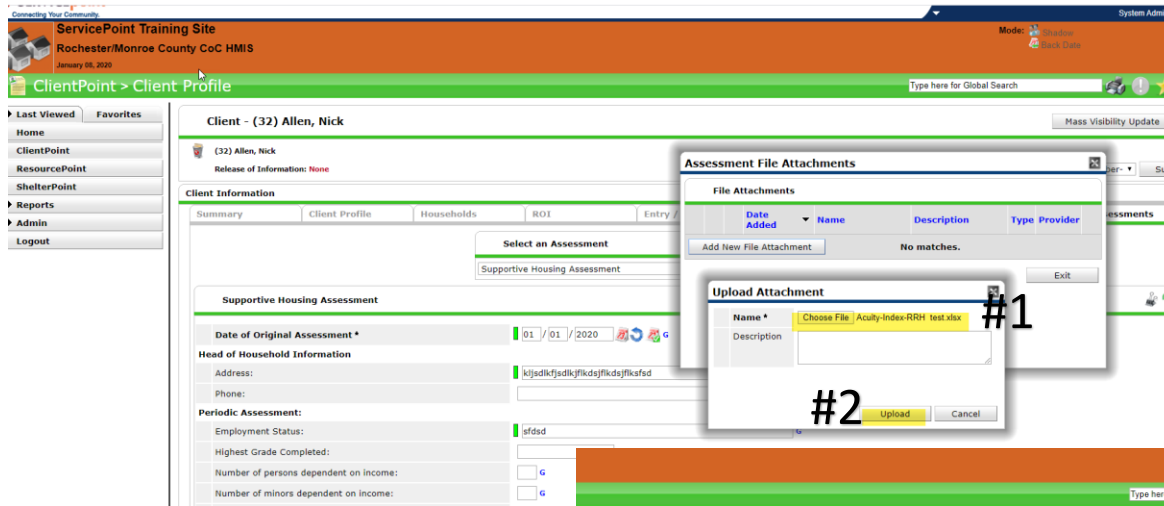 Connecting Your Community.
System Adm
ServicePoint Training Site
Mode: Shadow
Rochester/Monroe County CoC HMIS
Back Date
January 08, 2020
ClientPoint > Client Profile
Type here for Global Search
Last Viewed Favorites
Home
ClientPoint
ResourcePoint
ShelterPoint
Reports
Admin
Logout
Client - (32) Allen, Nick
Mass Visibility Update
(32) Allen, Nick
Release of Information: None
ber-
Su
Client Information
Summary Client Profile Households ROI Entry /
essments
Select an Assessment
Supportive Housing Assessment
Supportive Housing Assessment
Date of Original Assessment * 01 / 01 / 2020 G
Head of Household Information
Address: kljsdlkfjsdlkjflkdsjflkdsjflksfsd
Phone:
Periodic Assessment:
Employment Status: sfdsd G
Highest Grade Completed:
Number of persons dependent on income: G
Number of minors dependent on income: G
Assessment File Attachments
File Attachments
Date Added Name Description Type Provider
Add New File Attachment No matches.
Exit
Upload Attachment
#1
Name * Choose File Acuity-Index-RRH test.xlsx
Description
#2
Upload Cancel
Type her